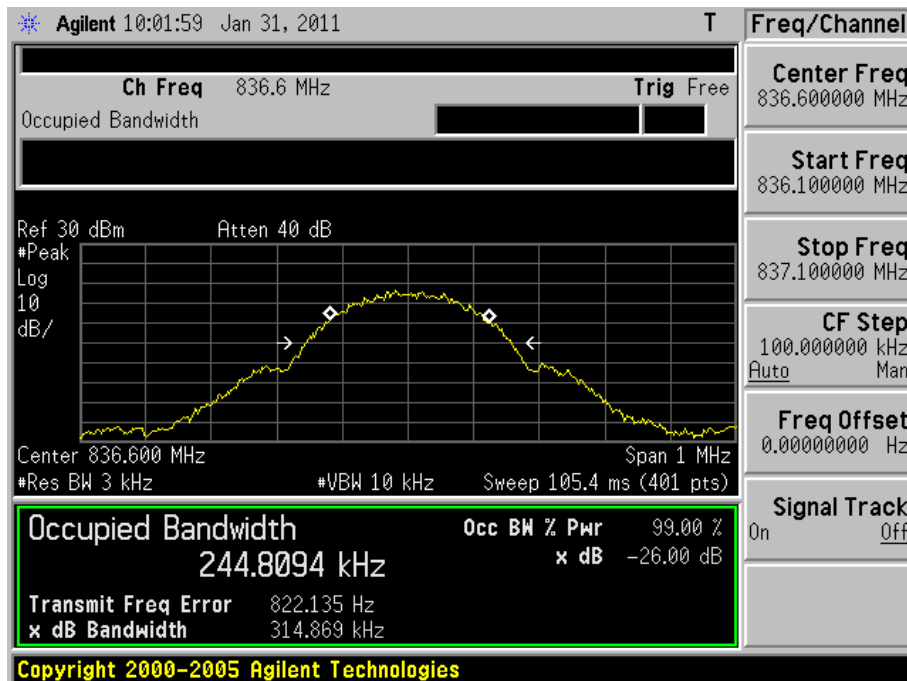 Agilent 10:01:59 Jan 31, 2011 T
Freq/Channel
Ch Freq 836.6 MHz Trig Free
Occupied Bandwidth
Center Freq
836.600000 MHz
Start Freq
836.100000 MHz
Stop Freq
837.100000 MHz
CF Step
100.000000 kHz
Auto Man
Freq Offset
0.00000000 Hz
Signal Track
On Off
Ref 30 dBm Atten 40 dB
#Peak
Log
10
dB/
Center 836.600 MHz Span 1 MHz
#Res BW 3 kHz #VBW 10 kHz Sweep 105.4 ms (401 pts)
Occupied Bandwidth
244.8094 kHz
Occ BW % Pwr 99.00 %
x dB -26.00 dB
Transmit Freq Error 822.135 Hz
x dB Bandwidth 314.869 kHz
Copyright 2000-2005 Agilent Technologies